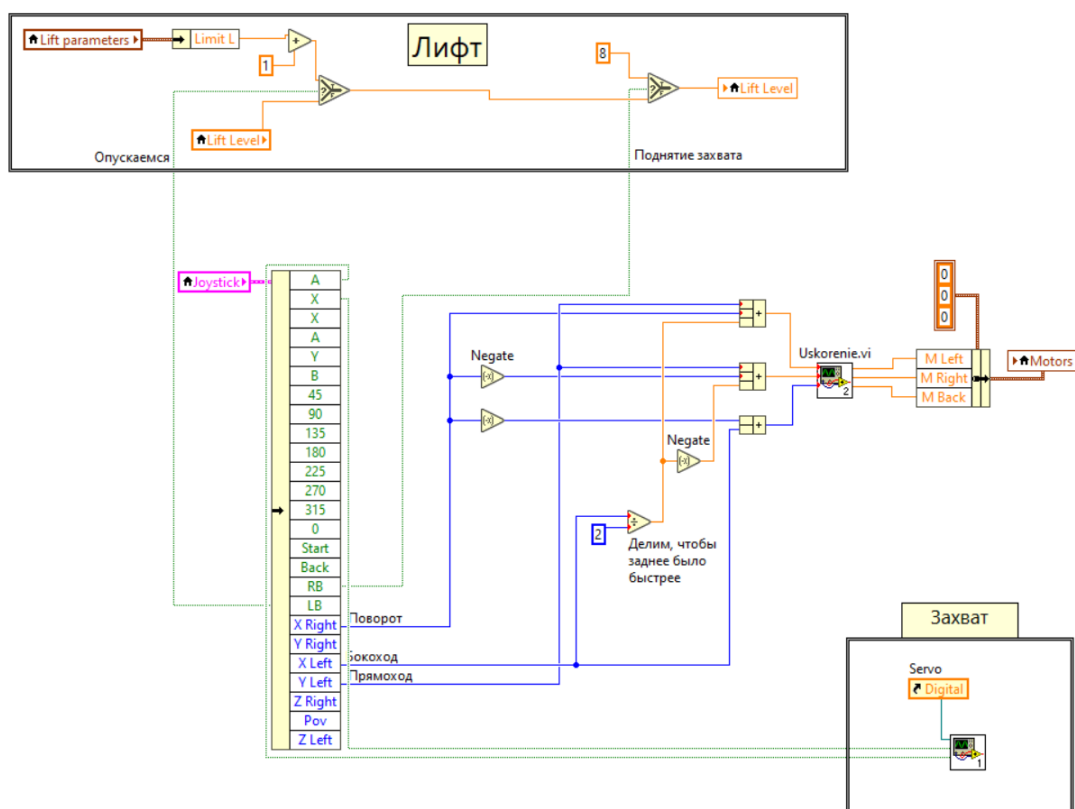 Lift parameters
Limit L
+
1
Лифт
8
?
T
F
?
T
F
Lift Level
Lift Level
Опускаемся
Поднятие захвата
Joystick
A
X
X
A
Y
B
45
90
135
180
225
270
315
0
Start
Back
RB
LB
X Right
Y Right
X Left
Y Left
Z Right
Pov
Z Left
Поворот
Бокоход
Прямоход
Negate
(-x)
(-x)
Negate
(-x)
+
+
+
2
÷
Делим, чтобы
заднее было
быстрее
Uskorenie.vi
2
0
0
0
M Left
M Right
M Back
Motors
Захват
Servo
Digital
1